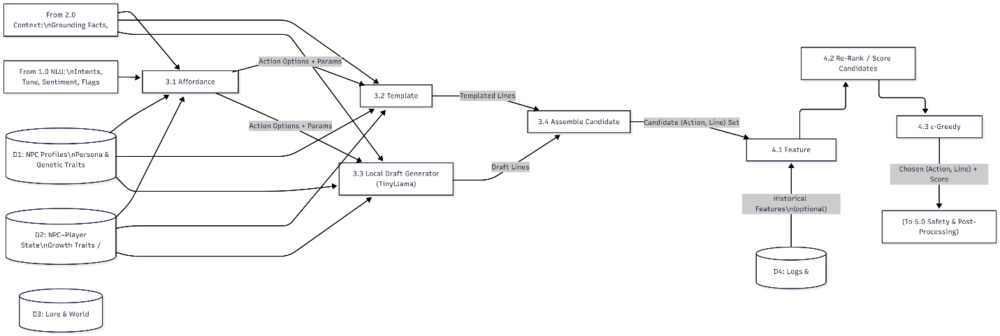 From 2.0
Context:\nGrounding Facts,
From 1.0 NLU:\nIntents,
Tone, Sentiment, Flags
D1: NPC Profiles\nPersona &
Genetic Traits
D2: NPC–Player
State\nGrowth Traits /
D3: Lore & World
3.1 Affordance
Action Options + Params
Action Options + Params
3.2 Template
3.3 Local Draft Generator
(TinyLlama)
Templated Lines
Draft Lines
3.4 Assemble Candidate
Candidate (Action, Line) Set
4.1 Feature
Historical
Features\n(optional)
D4: Logs &
4.2 Re-Rank / Score
Candidates
4.3 ε-Greedy
Chosen (Action, Line) +
Score
(To 5.0 Safety & Post-
Processing)